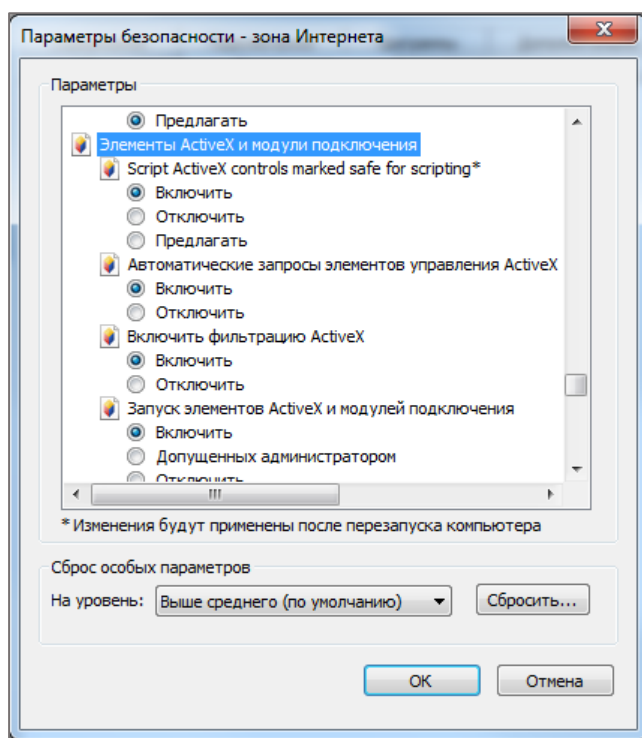 Параметры безопасности - зона Интернета
Параметры
Предлагать
Элементы ActiveX и модули подключения
Script ActiveX controls marked safe for scripting*
Включить
Отключить
Предлагать
Автоматические запросы элементов управления ActiveX
Включить
Отключить
Включить фильтрацию ActiveX
Включить
Отключить
Запуск элементов ActiveX и модулей подключения
Включить
Допущенных администратором
Отключить
* Изменения будут применены после перезапуска компьютера
Сброс особых параметров
На уровень: Выше среднего (по умолчанию) Сбросить...
ОК Отмена